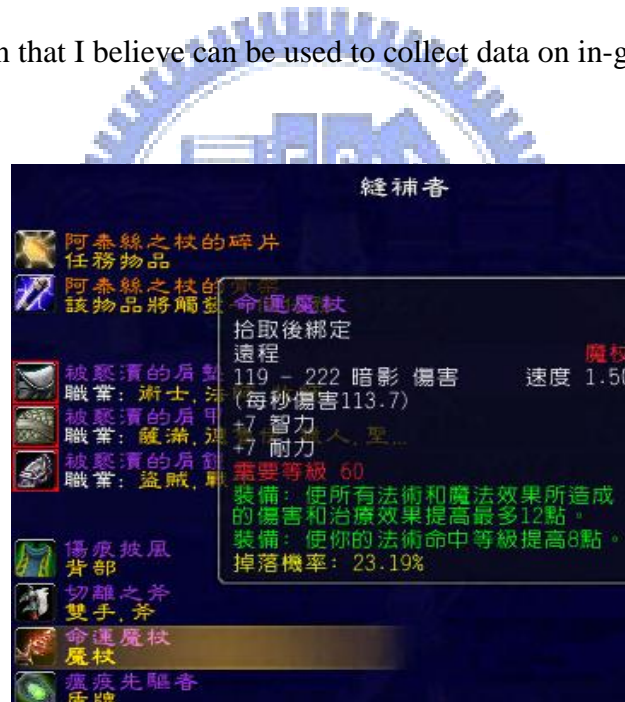 n that I believe can be used to collect data on in-g
縫補者
阿泰絲之杖的碎片
任務物品
阿泰絲之杖的
該物品將觸發
命運魔杖
拾取後綁定
遠程 魔杖
119 - 222 暗影 傷害 速度 1.50
(每秒傷害113.7)
+7 智力
+7 耐力
需要等級 60
裝備: 使所有法術和魔法效果所造成
的傷害和治療效果提高最多12點。
裝備: 使你的法術命中等級提高8點。
掉落機率: 23.19%
被褻瀆的肩
職業: 術士,
被褻瀆的肩甲
職業: 薩滿, 人, 聖...
被褻瀆的肩
職業: 盜賊,
傷痕披風
背部
切離之斧
雙手, 斧
命運魔杖
魔杖
瘟疫先驅者
盾牌